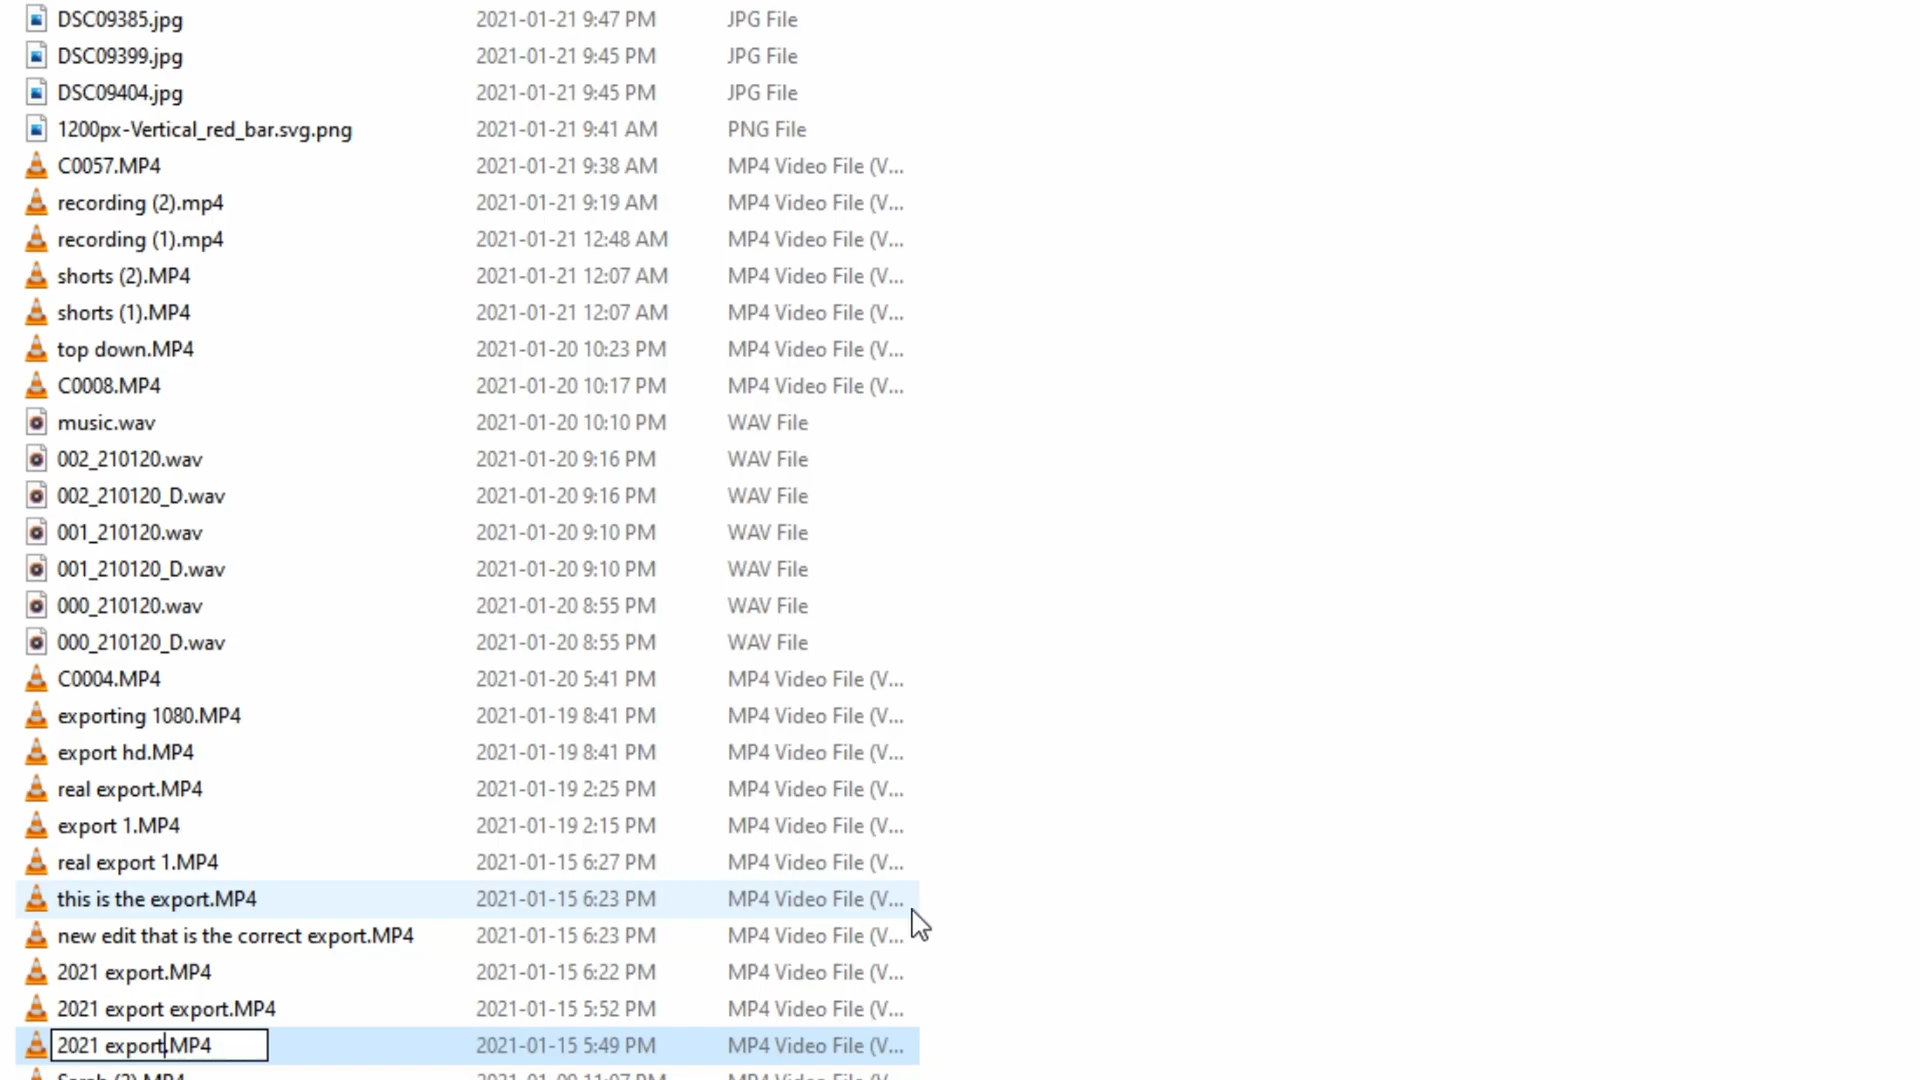 DSC09385.jpg 2021-01-21 9:47 PM JPG File
DSC09399.jpg 2021-01-21 9:45 PM JPG File
DSC09404.jpg 2021-01-21 9:45 PM JPG File
1200px-Vertical_red_bar.svg.png 2021-01-21 9:41 AM PNG File
C0057.MP4 2021-01-21 9:38 AM MP4 Video File (V...
recording (2).mp4 2021-01-21 9:19 AM MP4 Video File (V...
recording (1).mp4 2021-01-21 12:48 AM MP4 Video File (V...
shorts (2).MP4 2021-01-21 12:07 AM MP4 Video File (V...
shorts (1).MP4 2021-01-21 12:07 AM MP4 Video File (V...
top down.MP4 2021-01-20 10:23 PM MP4 Video File (V...
C0008.MP4 2021-01-20 10:17 PM MP4 Video File (V...
music.wav 2021-01-20 10:10 PM WAV File
002_210120.wav 2021-01-20 9:16 PM WAV File
002_210120_D.wav 2021-01-20 9:16 PM WAV File
001_210120.wav 2021-01-20 9:10 PM WAV File
001_210120_D.wav 2021-01-20 9:10 PM WAV File
000_210120.wav 2021-01-20 8:55 PM WAV File
000_210120_D.wav 2021-01-20 8:55 PM WAV File
C0004.MP4 2021-01-20 5:41 PM MP4 Video File (V...
exporting 1080.MP4 2021-01-19 8:41 PM MP4 Video File (V...
export hd.MP4 2021-01-19 8:41 PM MP4 Video File (V...
real export.MP4 2021-01-19 2:25 PM MP4 Video File (V...
export 1.MP4 2021-01-19 2:15 PM MP4 Video File (V...
real export 1.MP4 2021-01-15 6:27 PM MP4 Video File (V...
this is the export.MP4 2021-01-15 6:23 PM MP4 Video File (V...
new edit that is the correct export.MP4 2021-01-15 6:23 PM MP4 Video File (V...
2021 export.MP4 2021-01-15 6:22 PM MP4 Video File (V...
2021 export export.MP4 2021-01-15 5:52 PM MP4 Video File (V...
2021 export.MP4 2021-01-15 5:49 PM MP4 Video File (V...